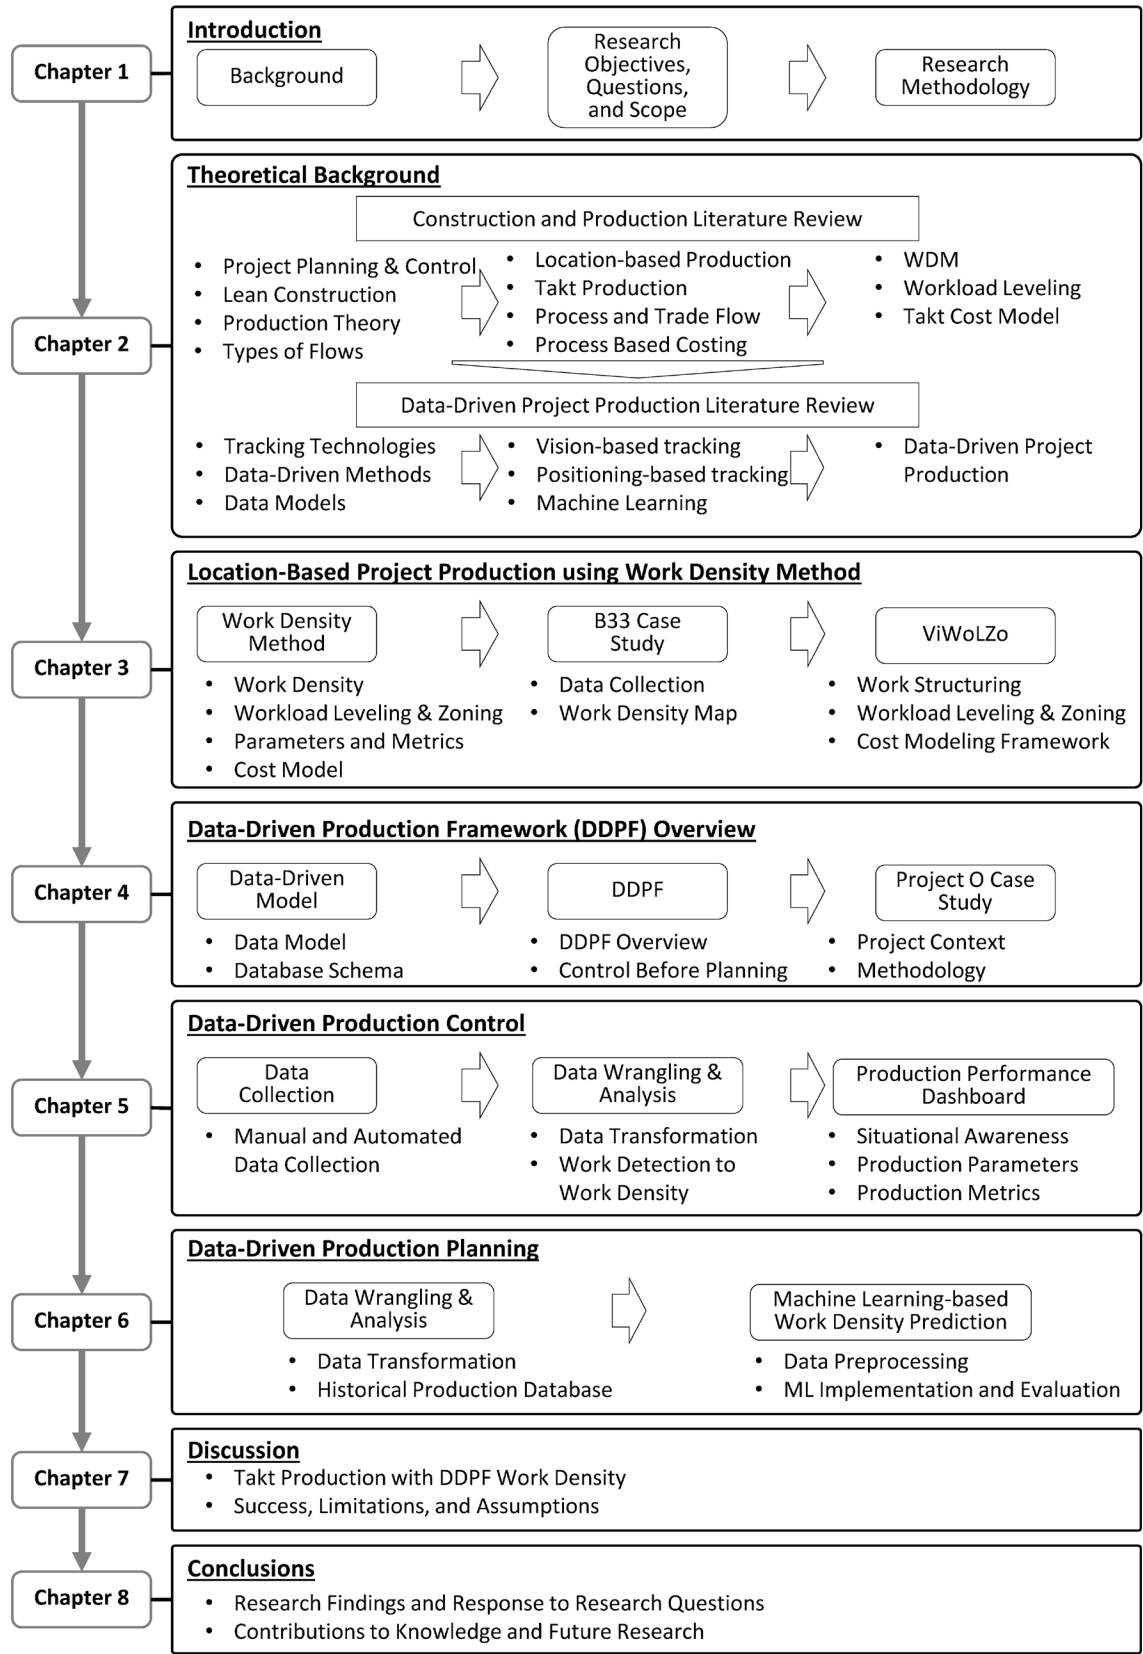 Chapter 1
Introduction
Background
Research
Objectives,
Questions,
and Scope
Research
Methodology
Chapter 2
Theoretical Background
Construction and Production Literature Review
• Project Planning & Control
• Lean Construction
• Production Theory
• Types of Flows
• Location-based Production
• Takt Production
• Process and Trade Flow
• Process Based Costing
• WDM
• Workload Leveling
• Takt Cost Model
Data-Driven Project Production Literature Review
• Tracking Technologies
• Data-Driven Methods
• Data Models
• Vision-based tracking
• Positioning-based tracking
• Machine Learning
• Data-Driven Project
Production
Chapter 3
Location-Based Project Production using Work Density Method
Work Density
Method
• Work Density
• Workload Leveling & Zoning
• Parameters and Metrics
• Cost Model
B33 Case
Study
• Data Collection
• Work Density Map
ViWoLZo
• Work Structuring
• Workload Leveling & Zoning
• Cost Modeling Framework
Chapter 4
Data-Driven Production Framework (DDPF) Overview
Data-Driven
Model
• Data Model
• Database Schema
DDPF
• DDPF Overview
• Control Before Planning
Project O Case
Study
• Project Context
• Methodology
Chapter 5
Data-Driven Production Control
Data
Collection
• Manual and Automated
Data Collection
Data Wrangling &
Analysis
• Data Transformation
• Work Detection to
Work Density
Production Performance
Dashboard
• Situational Awareness
• Production Parameters
• Production Metrics
Chapter 6
Data-Driven Production Planning
Data Wrangling &
Analysis
• Data Transformation
• Historical Production Database
Machine Learning-based
Work Density Prediction
• Data Preprocessing
• ML Implementation and Evaluation
Chapter 7
Discussion
• Takt Production with DDPF Work Density
• Success, Limitations, and Assumptions
Chapter 8
Conclusions
• Research Findings and Response to Research Questions
• Contributions to Knowledge and Future Research